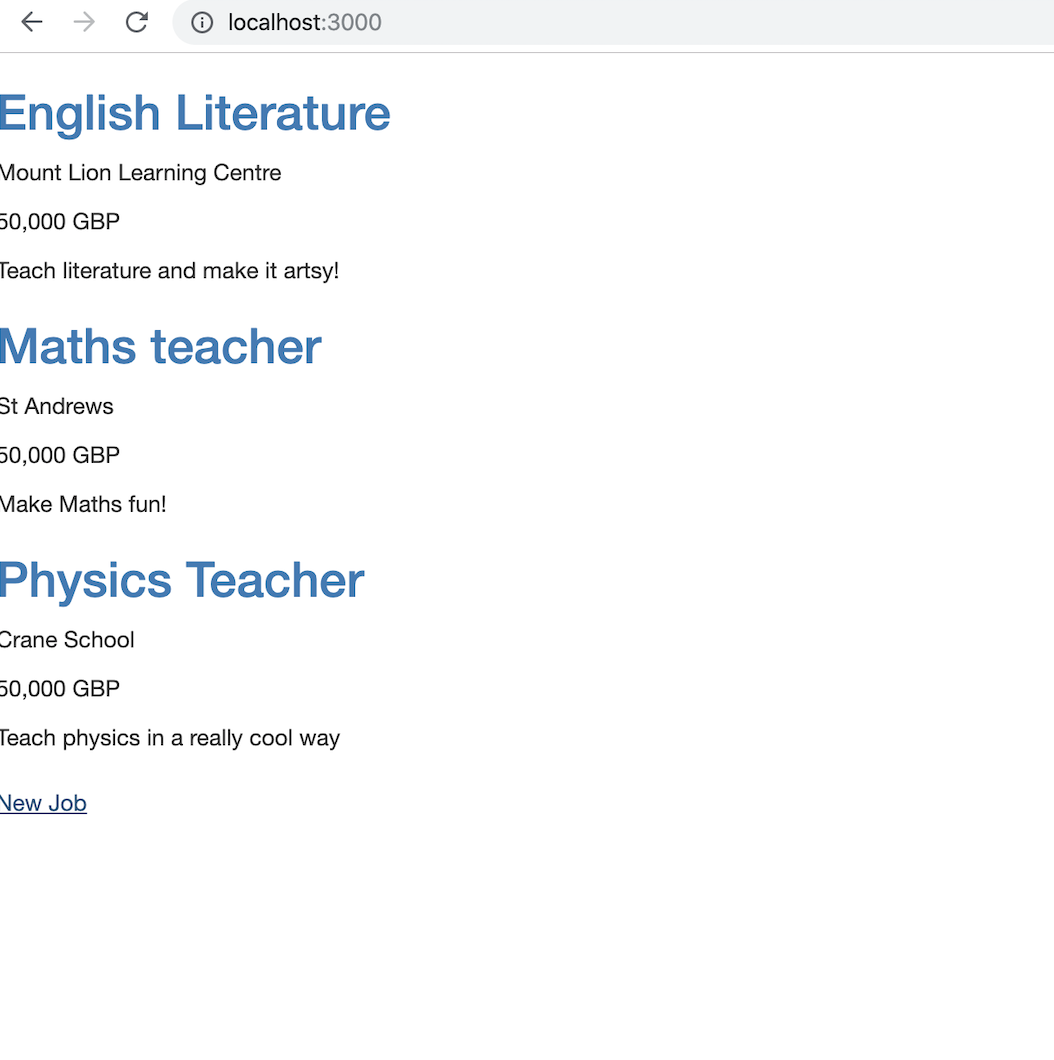 localhost:3000
English Literature
Mount Lion Learning Centre
50,000 GBP
Teach literature and make it artsy!
Maths teacher
St Andrews
50,000 GBP
Make Maths fun!
Physics Teacher
Crane School
50,000 GBP
Teach physics in a really cool way
New Job